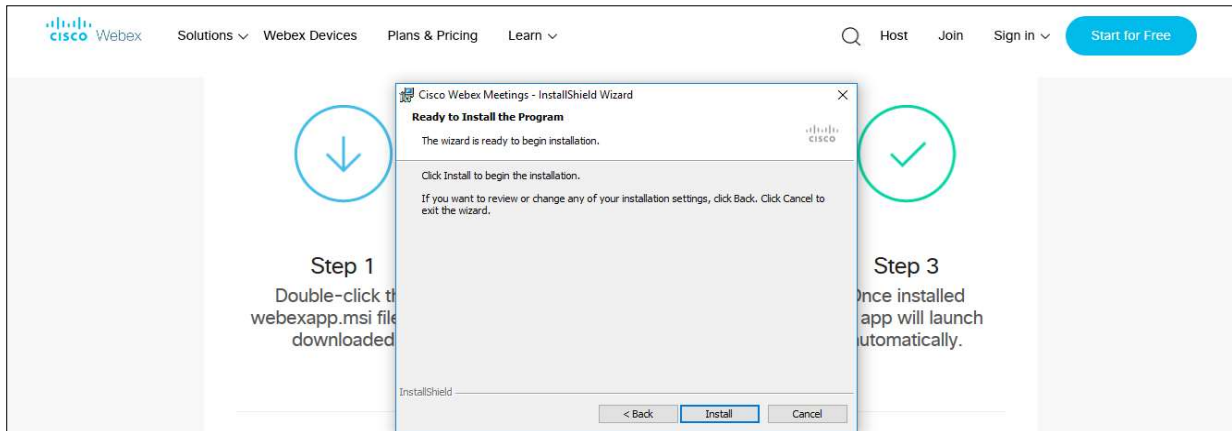 cisco Webex Solutions Webex Devices Plans & Pricing Learn Host Join Sign in Start for Free
Cisco Webex Meetings - InstallShield Wizard
Ready to Install the Program
The wizard is ready to begin installation.
cisco
Click Install to begin the installation.
If you want to review or change any of your installation settings, click Back. Click Cancel to
exit the wizard.
InstallShield
< Back Install Cancel
Step 1
Double-click
webexapp.msi
downloaded
Step 3
installed
app will launch
automatically.